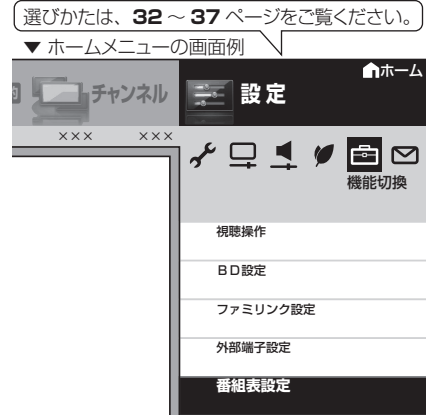 選びかたは、32～37ページをご覧ください。
▼ホームメニューの画面例
ホーム
チャンネル
設定
××× ×××
機能切換
視聴操作
BD設定
ファミリンク設定
外部端子設定
番組表設定